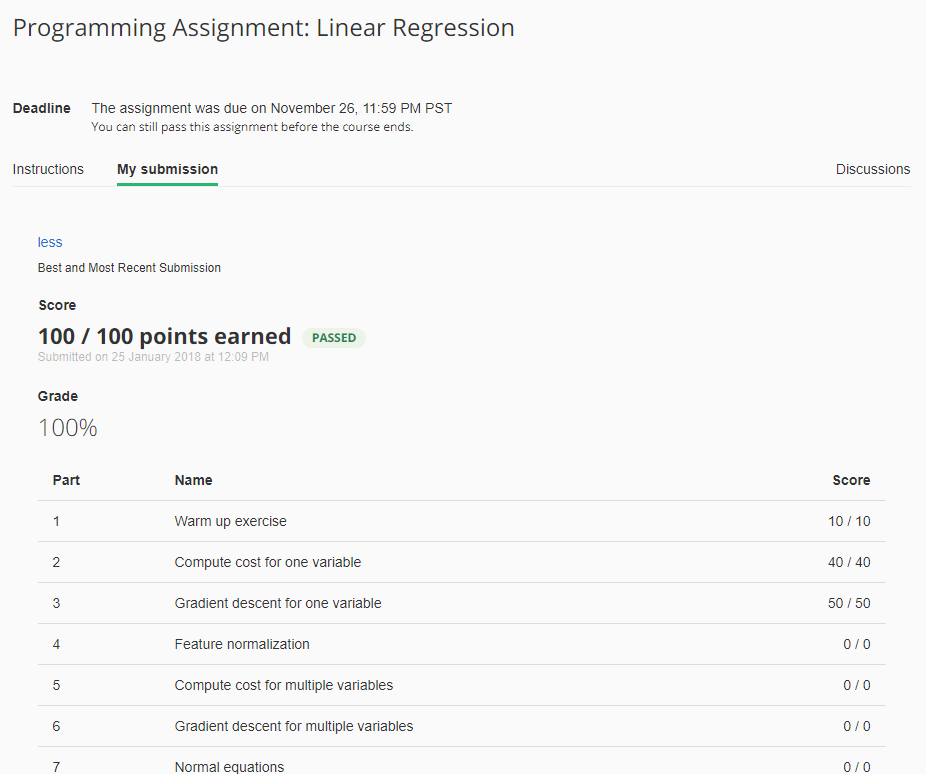 Programming Assignment: Linear Regression
Deadline The assignment was due on November 26, 11:59 PM PST
You can still pass this assignment before the course ends.
Instructions My submission Discussions
less
Best and Most Recent Submission
Score
100 / 100 points earned PASSED
Submitted on 25 January 2018 at 12:09 PM
Grade
100%
Part Name Score
1 Warm up exercise 10 / 10
2 Compute cost for one variable 40 / 40
3 Gradient descent for one variable 50 / 50
4 Feature normalization 0 / 0
5 Compute cost for multiple variables 0 / 0
6 Gradient descent for multiple variables 0 / 0
7 Normal equations 0 / 0